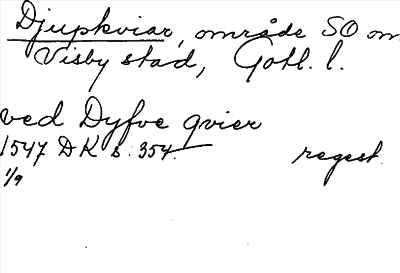 Djupkviar, område SO om
Visby stad, Gotl. l.
ved Dyfve qvier
1547 DK s. 354. regest.
1/9